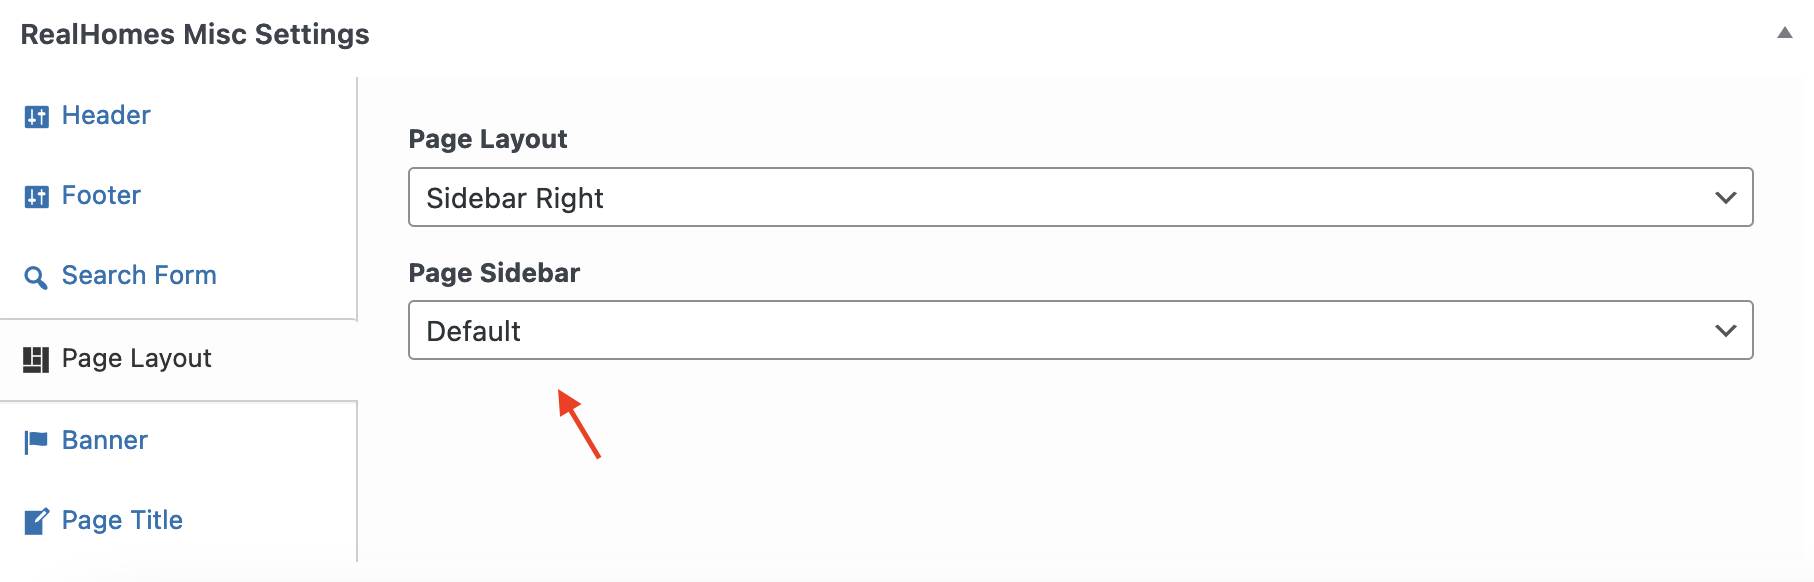 RealHomes Misc Settings
Header
Footer
Search Form
Page Layout
Banner
Page Title
Page Layout
Sidebar Right
Page Sidebar
Default